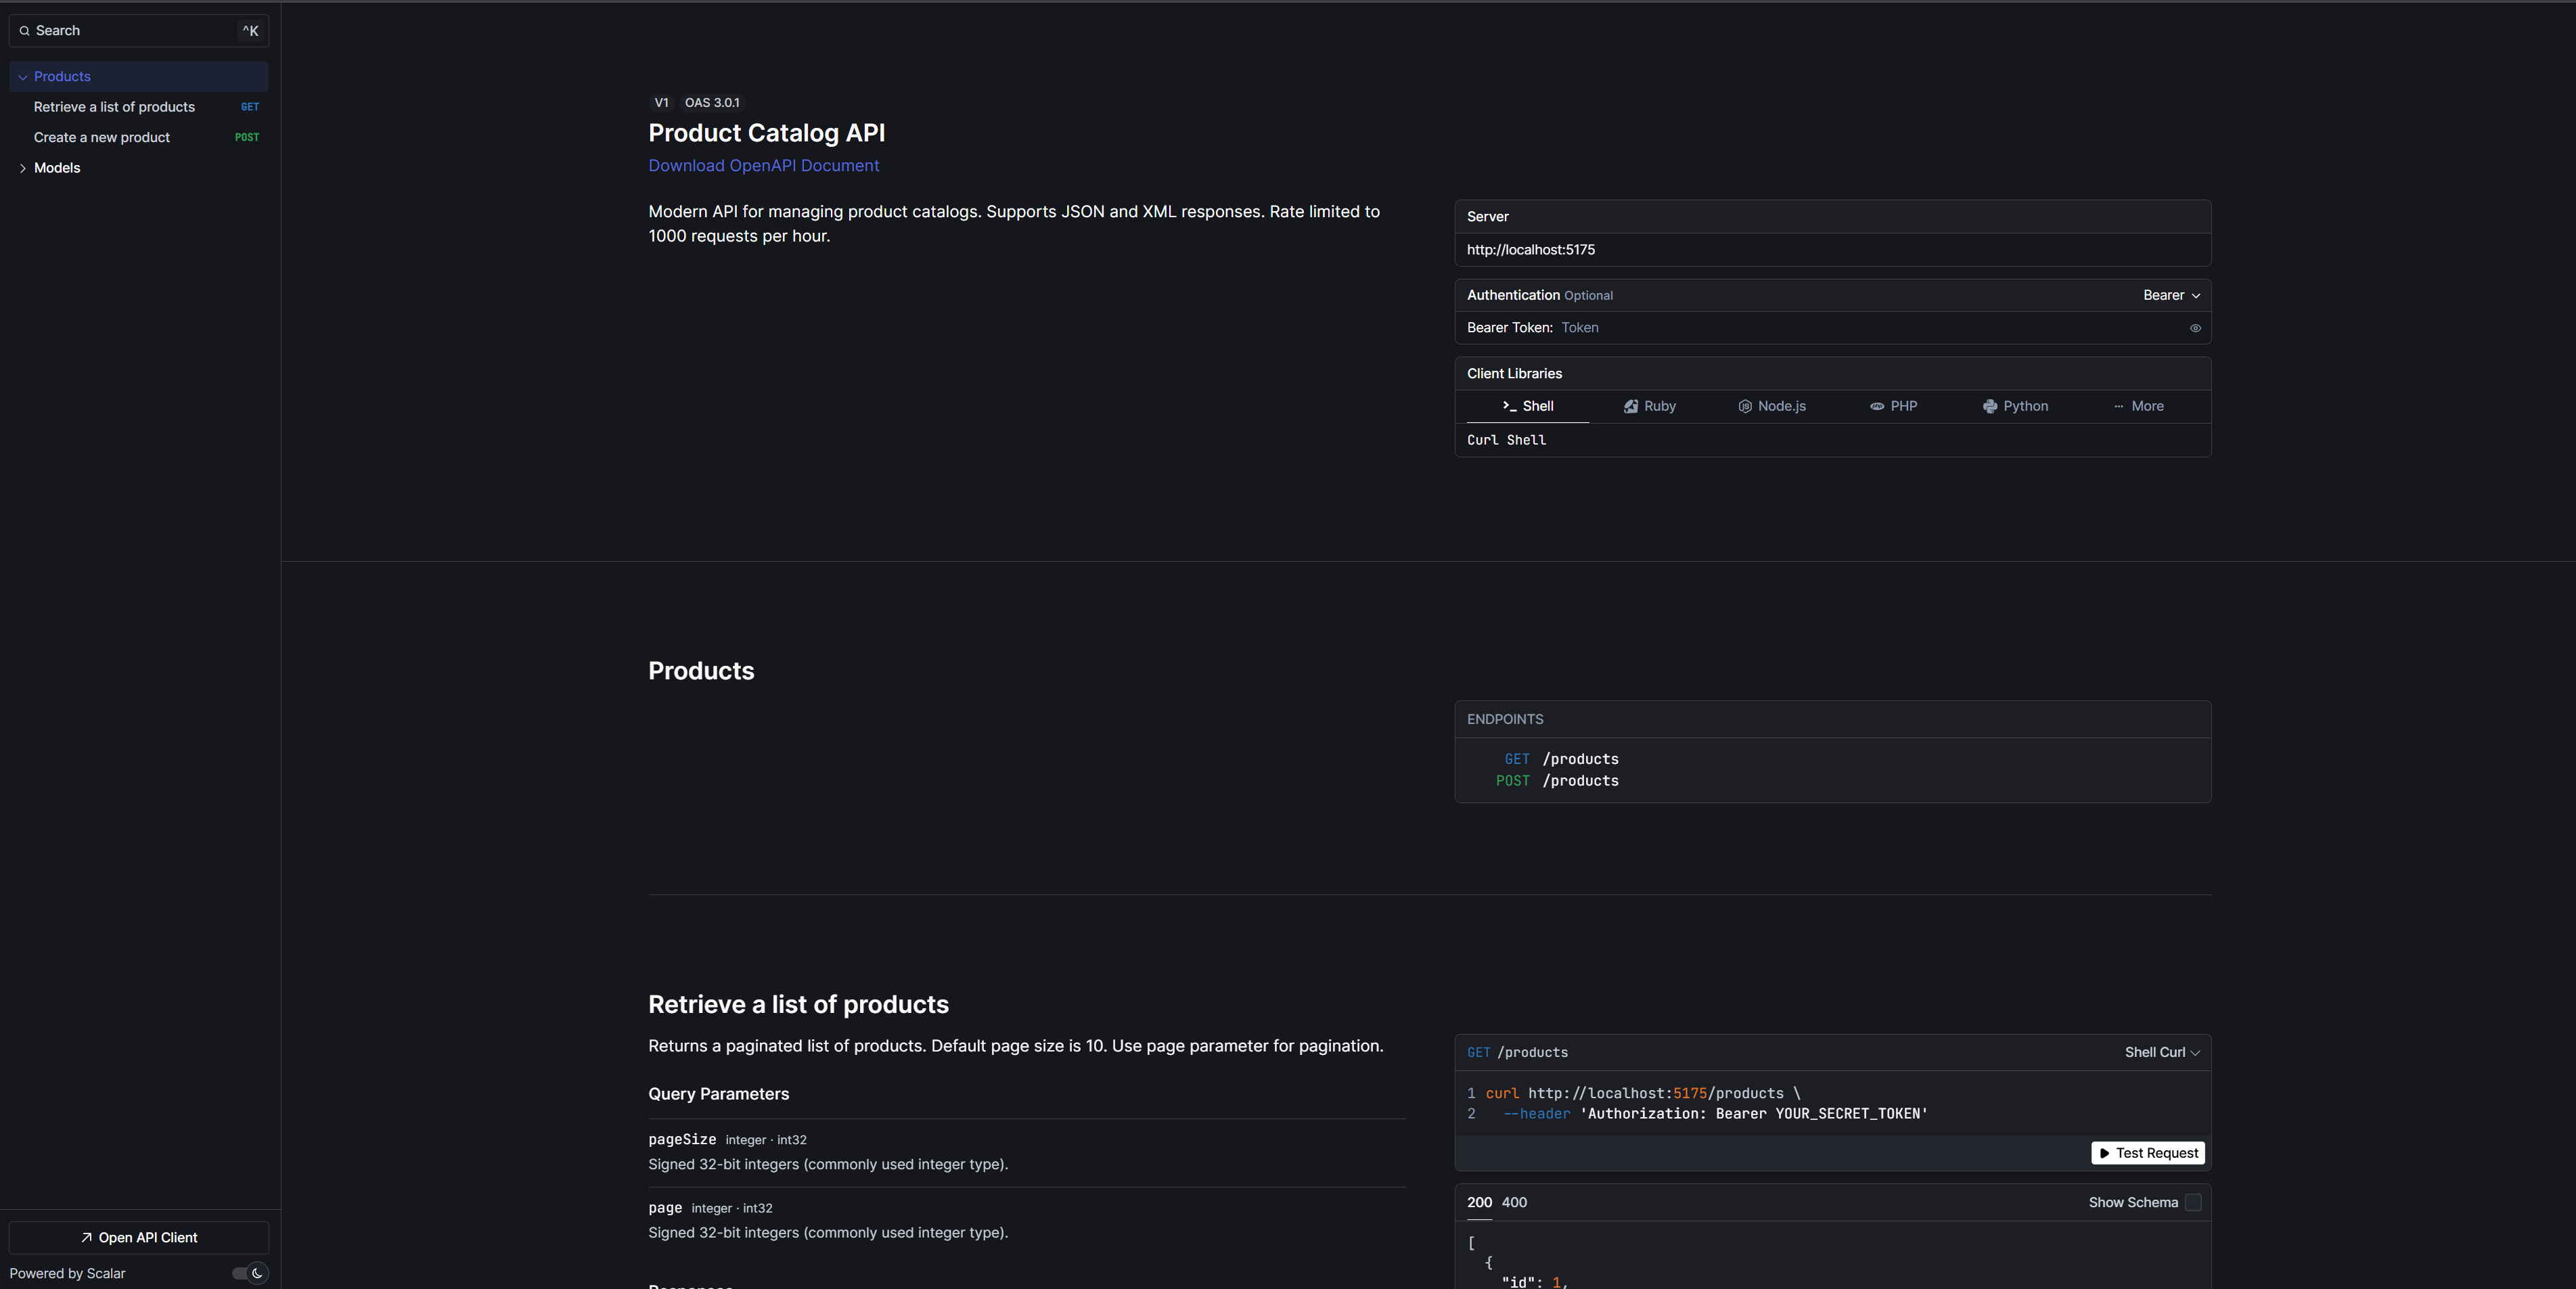 Search ^K
Products
Retrieve a list of products GET
Create a new product POST
Models
Open API Client
Powered by Scalar
V1 OAS 3.0.1
Product Catalog API
Download OpenAPI Document
Modern API for managing product catalogs. Supports JSON and XML responses. Rate limited to
1000 requests per hour.
Server
http://localhost:5175
Authentication Optional Bearer
Bearer Token: Token
Client Libraries
Shell Ruby Node.js PHP Python More
Curl Shell
Products
ENDPOINTS
GET /products
POST /products
Retrieve a list of products
Returns a paginated list of products. Default page size is 10. Use page parameter for pagination.
Query Parameters
pageSize integer · int32
Signed 32-bit integers (commonly used integer type).
page integer · int32
Signed 32-bit integers (commonly used integer type).
GET /products Shell Curl
1 curl http://localhost:5175/products \
2 --header 'Authorization: Bearer YOUR_SECRET_TOKEN'
Test Request
200 400 Show Schema
[
{
"id": 1,